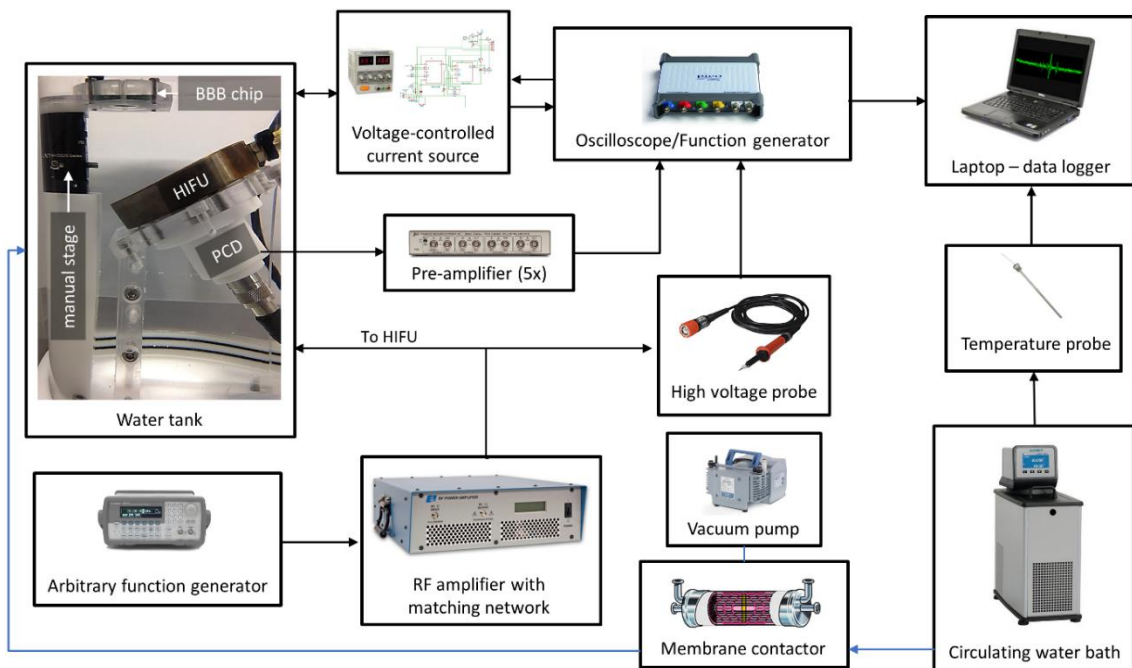 BBB chip
HIFU
PCD
manual stage
Water tank
Voltage-controlled
current source
Oscilloscope/Function generator
Laptop – data logger
Pre-amplifier (5x)
To HIFU
High voltage probe
Temperature probe
Arbitrary function generator
RF amplifier with
matching network
Vacuum pump
Membrane contactor
Circulating water bath